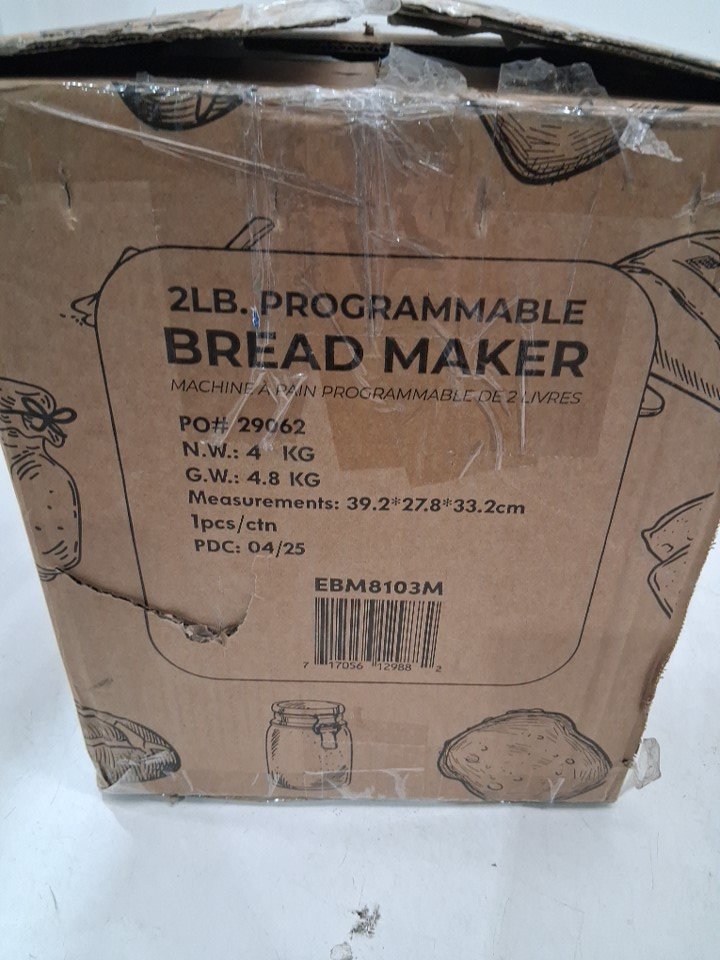 2LB. PROGRAMMABLE
BREAD MAKER
MACHINE À PAIN PROGRAMMABLE DE 2 LIVRES
PO# 29062
N.W.: 4 KG
G.W.: 4.8 KG
Measurements: 39.2*27.8*33.2cm
1pcs/ctn
PDC: 04/25
EBM8103M
7 17056 12988 2